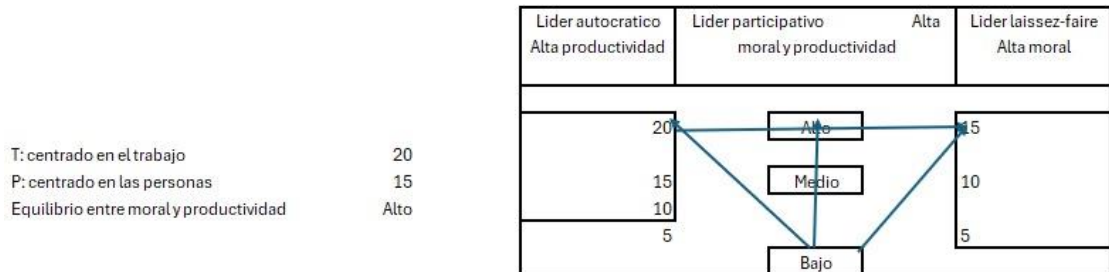 Lider autocratico
Alta productividad
Lider participativo Alta
moral y productividad
Lider laissez-faire
Alta moral
T: centrado en el trabajo 20
P: centrado en las personas 15
Equilibrio entre moral y productividad Alto
20 Alto 15
15 Medio 10
10
5 5
Bajo